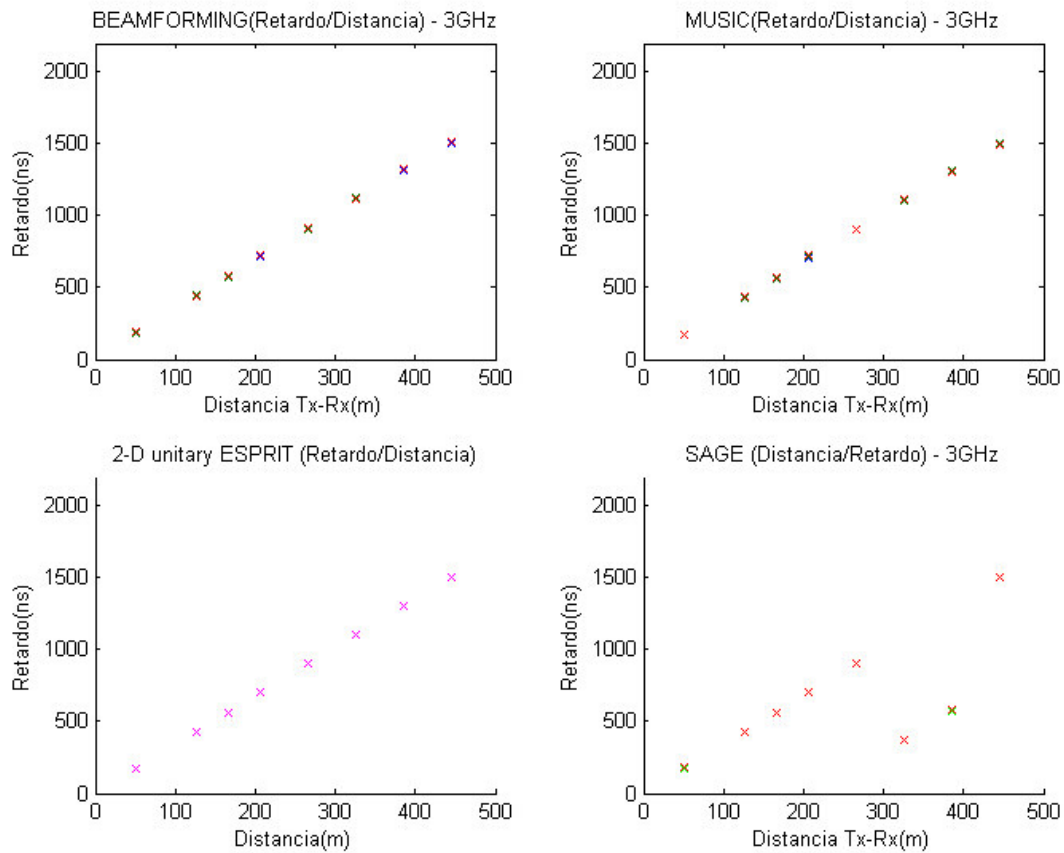 BEAMFORMING(Retardo/Distancia) - 3GHz
2000
1500
1000
500
0
Retardo(ns)
0 100 200 300 400 500
Distancia Tx-Rx(m)
MUSIC(Retardo/Distancia) - 3GHz
2000
1500
1000
500
0
Retardo(ns)
0 100 200 300 400 500
Distancia Tx-Rx(m)
2-D unitary ESPRIT (Retardo/Distancia)
2000
1500
1000
500
0
Retardo(ns)
0 100 200 300 400 500
Distancia(m)
SAGE (Distancia/Retardo) - 3GHz
2000
1500
1000
500
0
Retardo(ns)
0 100 200 300 400 500
Distancia Tx-Rx(m)